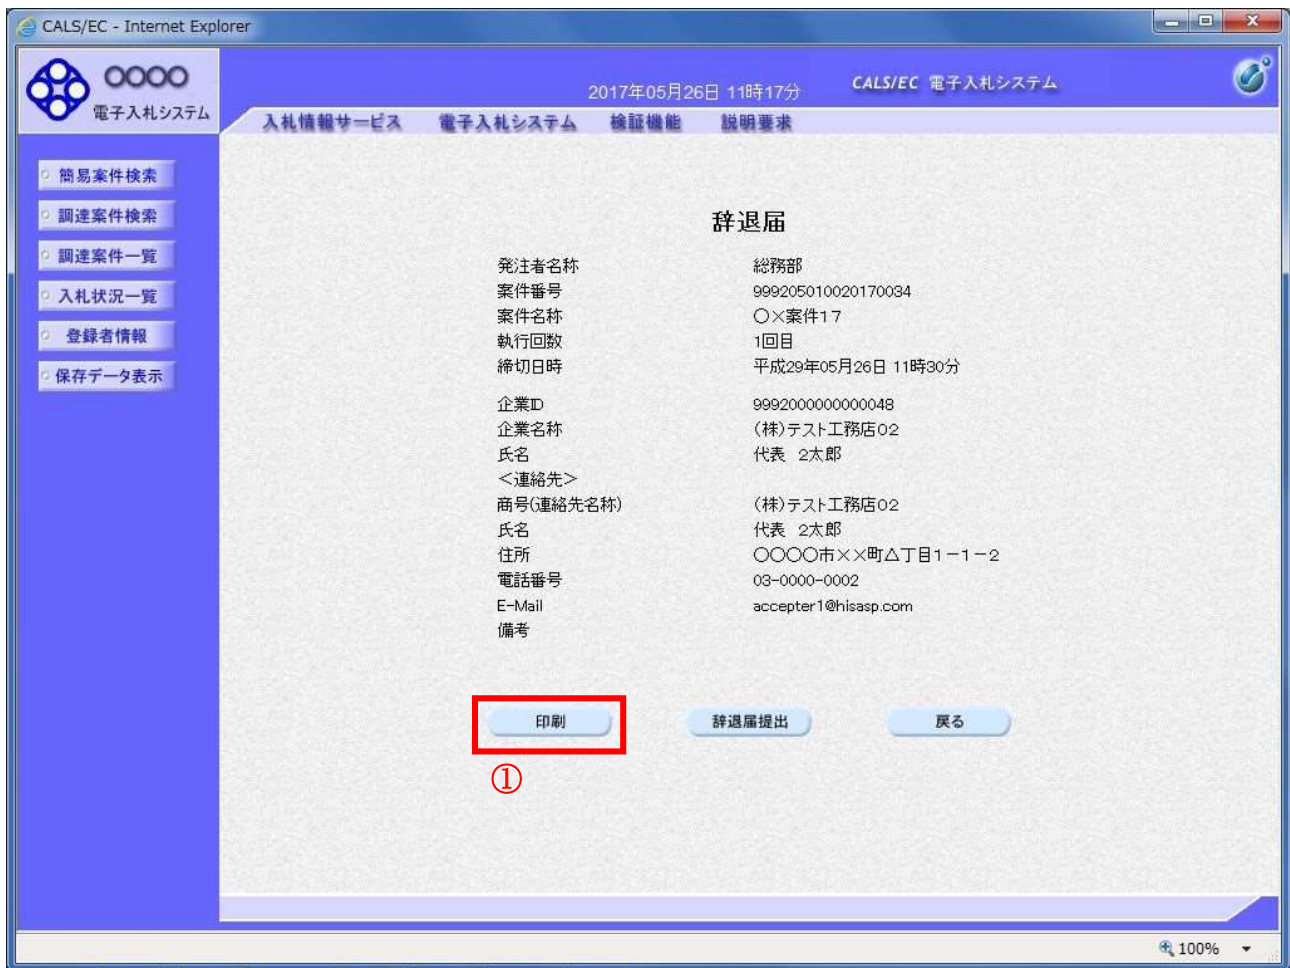 CALS/EC - Internet Explorer
○○○○
電子入札システム
2017年05月26日 11時17分
CALS/EC 電子入札システム
入札情報サービス 電子入札システム 検証機能 説明要求
簡易案件検索
調達案件検索
調達案件一覧
入札状況一覧
登録者情報
保存データ表示
辞退届
発注者名称 総務部
案件番号 999205010020170034
案件名称 ○×案件17
執行回数 1回目
締切日時 平成29年05月26日 11時30分
企業ID 9992000000000048
企業名称 (株)テスト工務店02
氏名 代表 2太郎
<連絡先>
商号(連絡先名称) (株)テスト工務店02
氏名 代表 2太郎
住所 ○○○○市××町△丁目1-1-2
電話番号 03-0000-0002
E-Mail accepter1@hisasp.com
備考
印刷 辞退届提出 戻る
①
100%